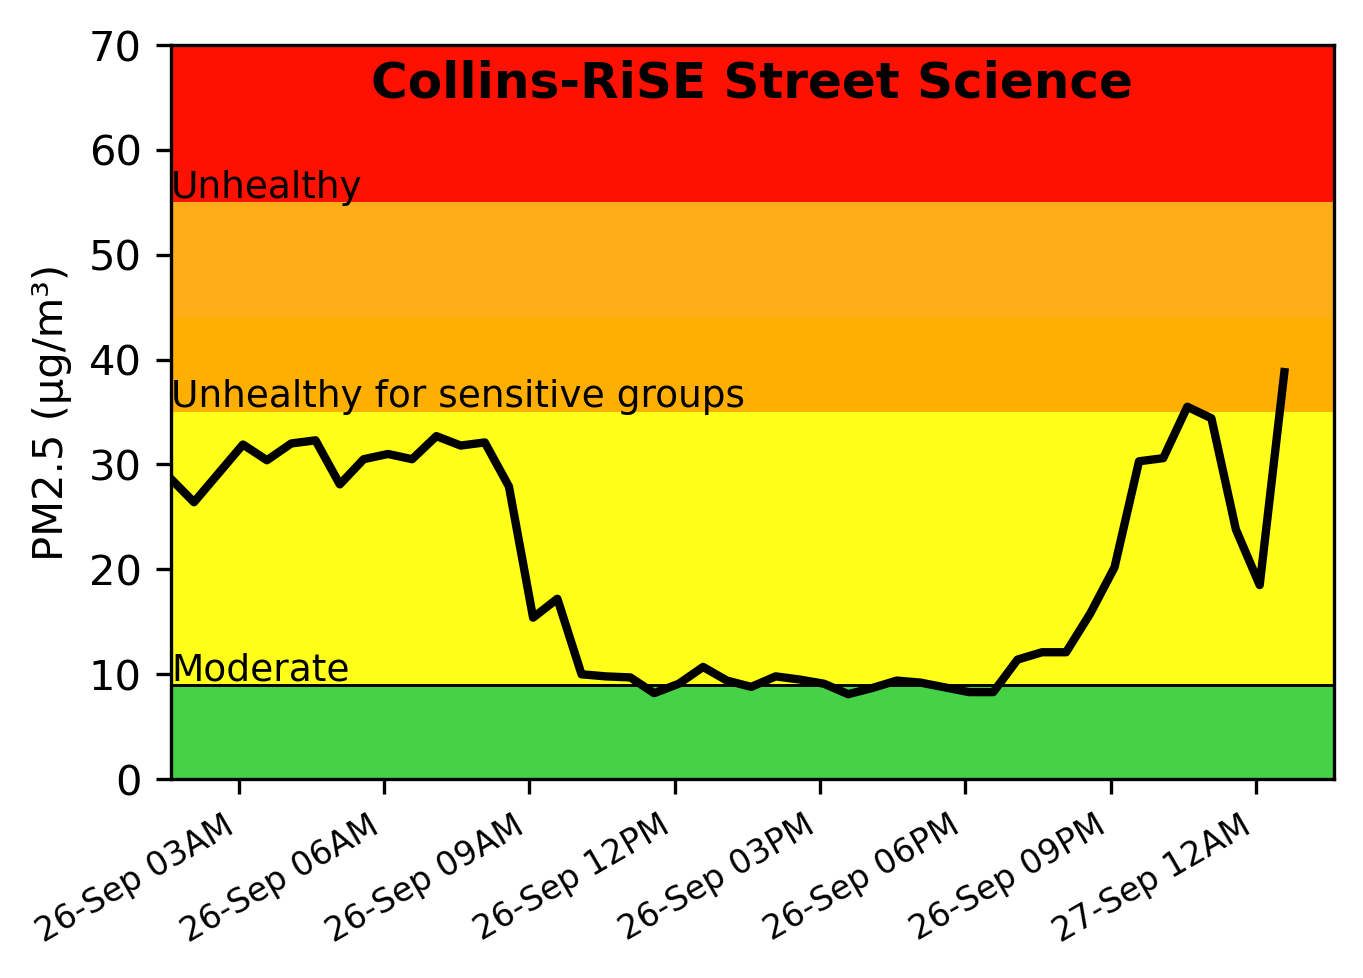 Collins-RiSE Street Science
PM2.5 (µg/m³)
70
60
50
40
30
20
10
0
Unhealthy
Unhealthy for sensitive groups
Moderate
26-Sep 03AM
26-Sep 06AM
26-Sep 09AM
26-Sep 12PM
26-Sep 03PM
26-Sep 06PM
26-Sep 09PM
27-Sep 12AM